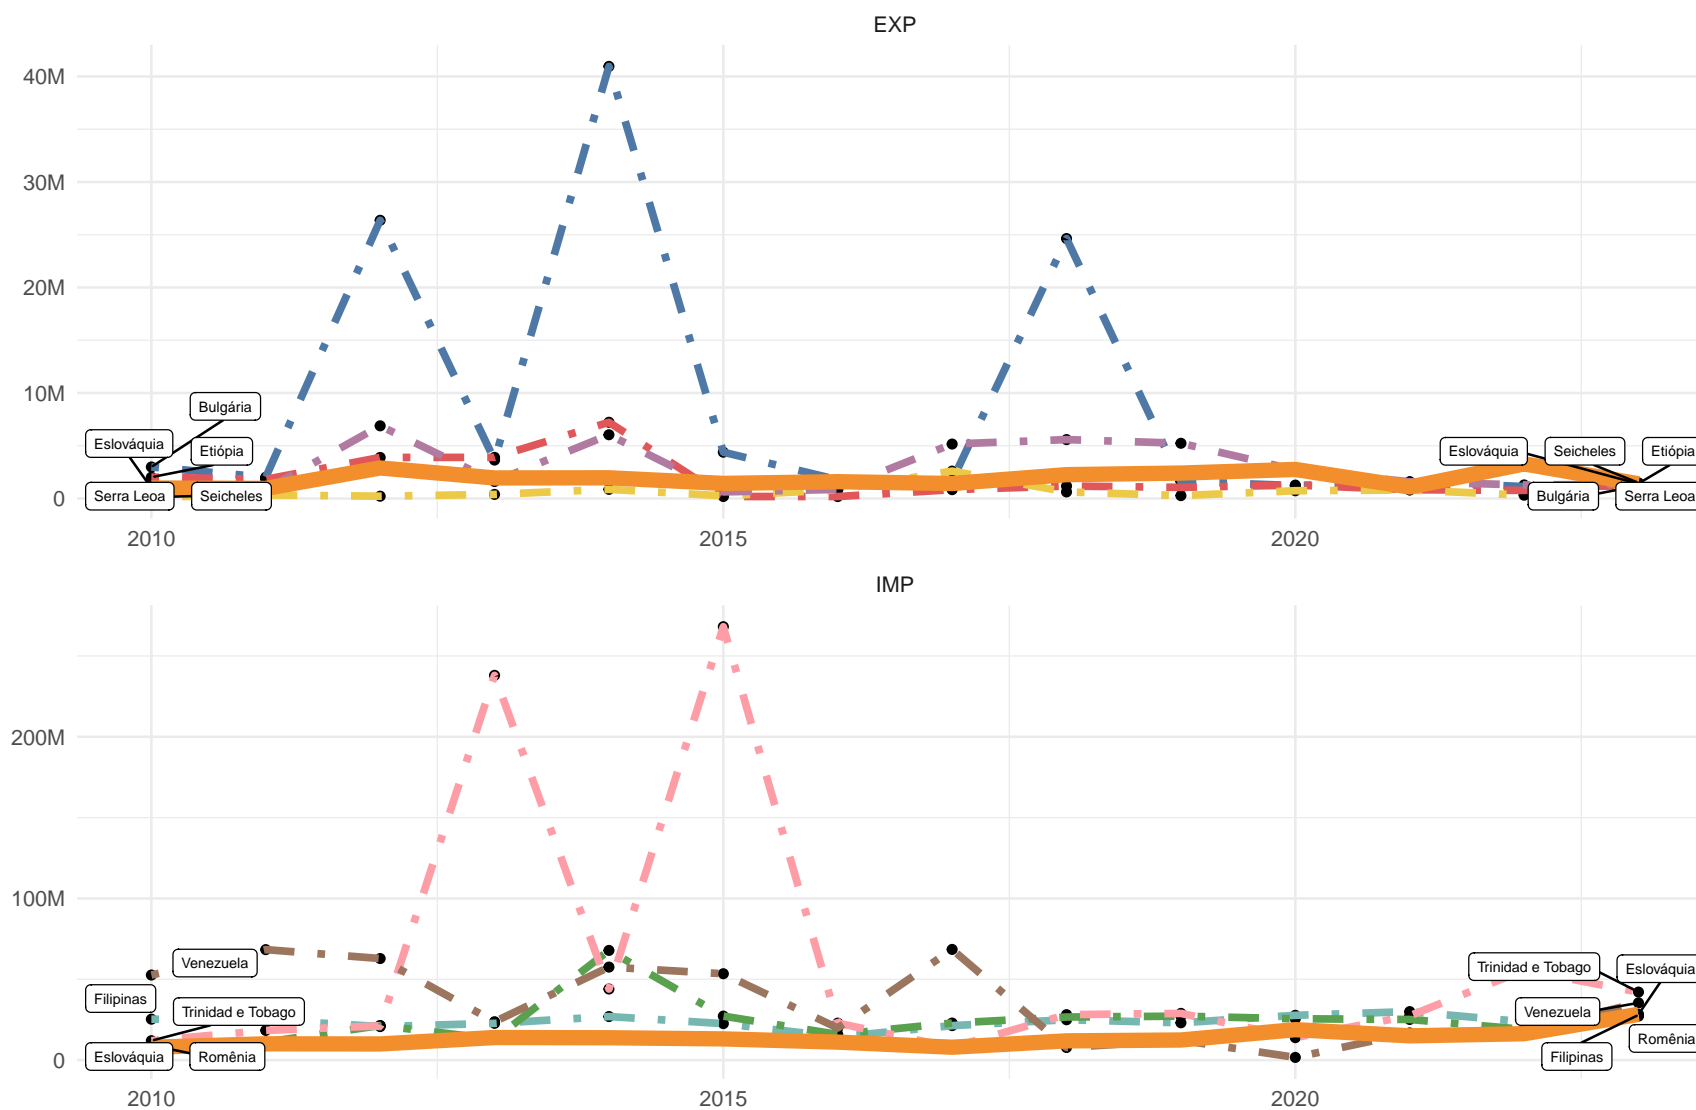 EXP
40M
30M
20M
10M
0
Bulgária
Eslováquia
Etiópia
Serra Leoa
Seicheles
Eslováquia
Seicheles
Etiópia
Bulgária
Serra Leoa
2010
2015
2020
IMP
200M
100M
0
Venezuela
Filipinas
Trinidad e Tobago
Eslováquia
Romênia
Trinidad e Tobago
Eslováquia
Venezuela
Romênia
Filipinas
2010
2015
2020